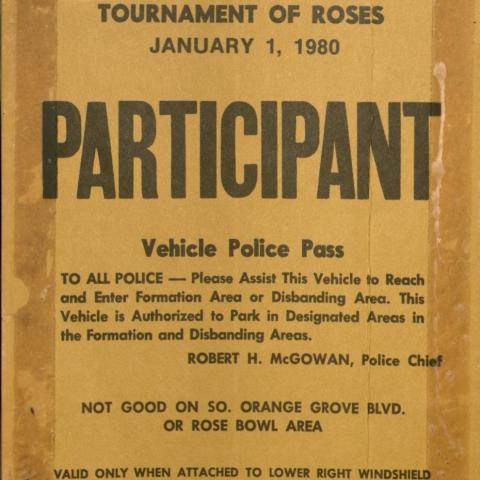 TOURNAMENT OF ROSES
JANUARY 1, 1980
PARTICIPANT
Vehicle Police Pass
TO ALL POLICE — Please Assist This Vehicle to Reach
and Enter Formation Area or Disbanding Area. This
Vehicle is Authorized to Park in Designated Areas in
the Formation and Disbanding Areas.
ROBERT H. McGOWAN, Police Chief
NOT GOOD ON SO. ORANGE GROVE BLVD.
OR ROSE BOWL AREA
VALID ONLY WHEN ATTACHED TO LOWER RIGHT WINDSHIELD